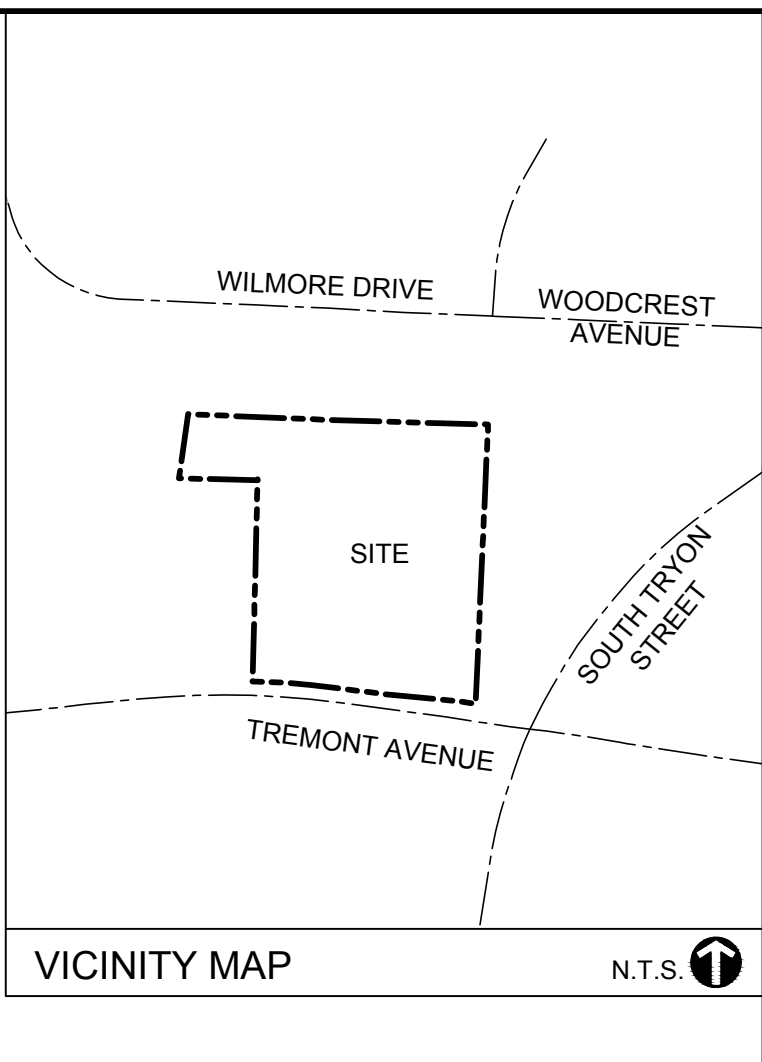 WILMORE DRIVE
WOODCREST
AVENUE
SITE
SOUTH TRYON
STREET
TREMONT AVENUE
VICINITY MAP
N.T.S.